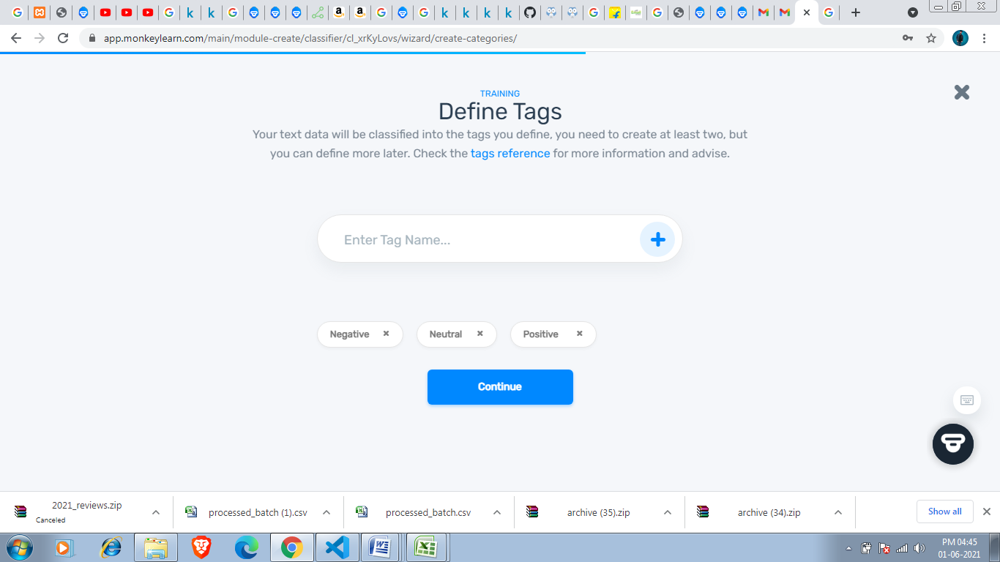 app.monkeylearn.com/main/module-create/classifier/cl_xrKyLovs/wizard/create-categories/
TRAINING
Define Tags
Your text data will be classified into the tags you define, you need to create at least two, but
you can define more later. Check the tags reference for more information and advise.
Enter Tag Name...
Negative
Neutral
Positive
Continue
2021_reviews.zip
Canceled
processed_batch (1).csv
processed_batch.csv
archive (35).zip
archive (34).zip
Show all
PM 04:45
01-06-2021